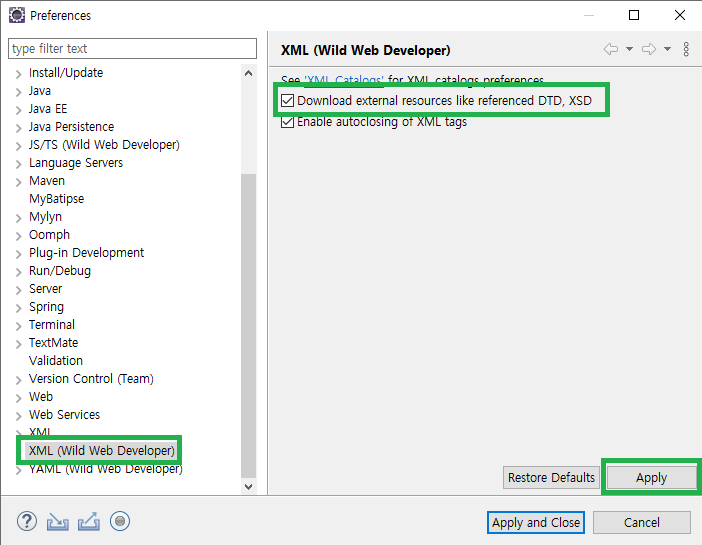 Preferences
type filter text
Install/Update
Java
Java EE
Java Persistence
JS/TS (Wild Web Developer)
Language Servers
Maven
MyBatipse
Mylyn
Oomph
Plug-in Development
Run/Debug
Server
Spring
Terminal
TextMate
Validation
Version Control (Team)
Web
Web Services
XML
XML (Wild Web Developer)
YAML (Wild Web Developer)
XML (Wild Web Developer)
See 'XML Catalogs' for XML catalogs preferences
Download external resources like referenced DTD, XSD
Enable autoclosing of XML tags
Restore Defaults
Apply
Apply and Close
Cancel